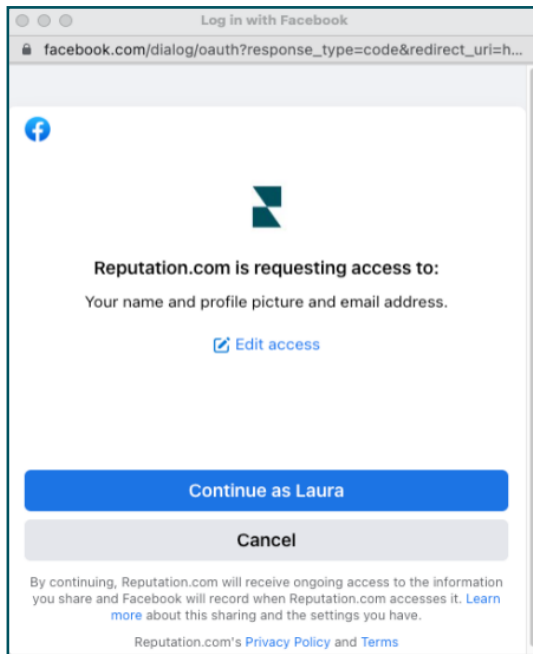 Log in with Facebook
facebook.com/dialog/oauth?response_type=code&redirect_uri=h...
Reputation.com is requesting access to:
Your name and profile picture and email address.
Edit access
Continue as Laura
Cancel
By continuing, Reputation.com will receive ongoing access to the information
you share and Facebook will record when Reputation.com accesses it. Learn
more about this sharing and the settings you have.
Reputation.com's Privacy Policy and Terms